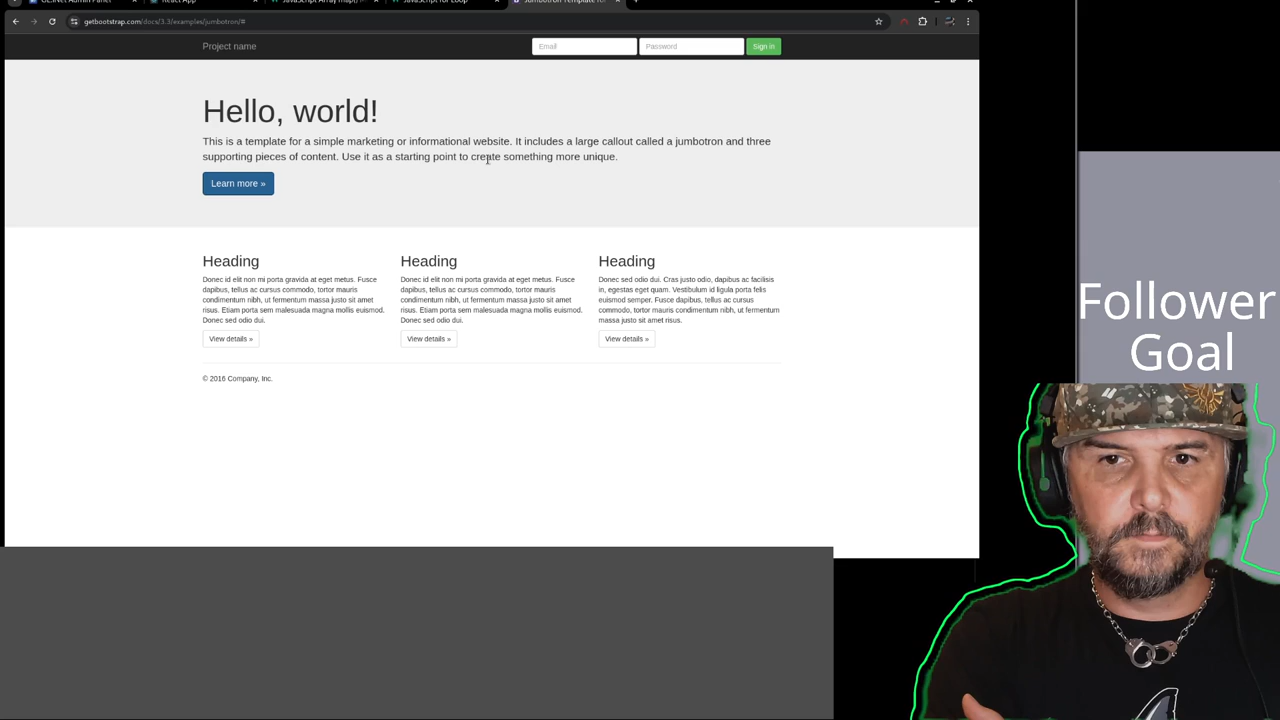 React App
JavaScript Array map()
JavaScript for Loop
getbootstrap.com/docs/3.3/examples/jumbotron/#
Project name
Email
Password
Sign in
Hello, world!
This is a template for a simple marketing or informational website. It includes a large callout called a jumbotron and three
supporting pieces of content. Use it as a starting point to create something more unique.
Learn more »
Heading
Donec id elit non mi porta gravida at eget metus. Fusce
dapibus, tellus ac cursus commodo, tortor mauris
condimentum nibh, ut fermentum massa justo sit amet
risus. Etiam porta sem malesuada magna mollis euismod.
Donec sed odio dui.
View details »
Heading
Donec id elit non mi porta gravida at eget metus. Fusce
dapibus, tellus ac cursus commodo, tortor mauris
condimentum nibh, ut fermentum massa justo sit amet
risus. Etiam porta sem malesuada magna mollis euismod.
Donec sed odio dui.
View details »
Heading
Donec sed odio dui. Cras justo odio, dapibus ac facilisis
in, egestas eget quam. Vestibulum id ligula porta felis
euismod semper. Fusce dapibus, tellus ac cursus
commodo, tortor mauris condimentum nibh, ut fermentum
massa justo sit amet risus.
View details »
© 2016 Company, Inc.
Follower
Goal